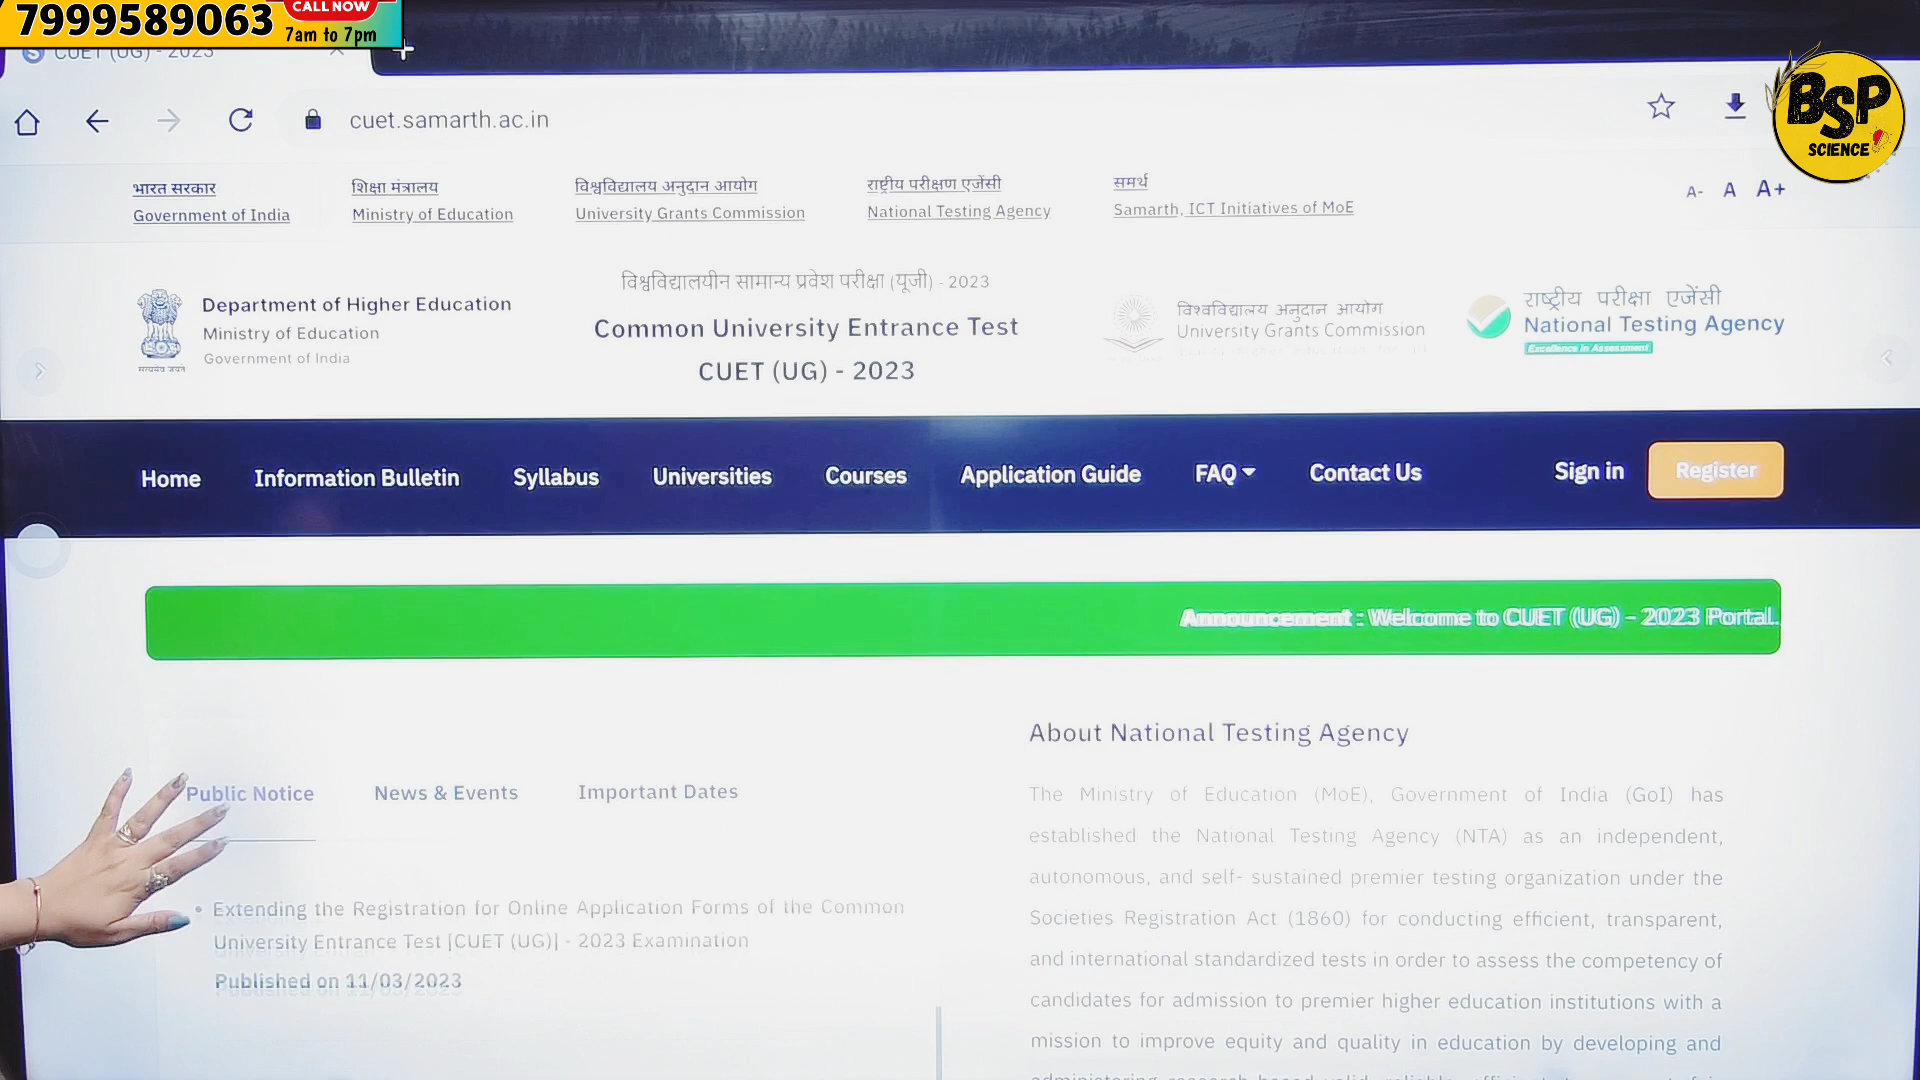 7999589063
CALL NOW
7am to 7pm
CUET (UG) - 2023
BSP
SCIENCE
cuet.samarth.ac.in
भारत सरकार
Government of India
शिक्षा मंत्रालय
Ministry of Education
विश्वविद्यालय अनुदान आयोग
University Grants Commission
राष्ट्रीय परीक्षण एजेंसी
National Testing Agency
समर्थ
Samarth, ICT Initiatives of MoE
A- A A+
सत्यमेव जयते
Department of Higher Education
Ministry of Education
Government of India
विश्वविद्यालयीन सामान्य प्रवेश परीक्षा (यूजी) - 2023
Common University Entrance Test
CUET (UG) - 2023
विश्वविद्यालय अनुदान आयोग
University Grants Commission
राष्ट्रीय परीक्षा एजेंसी
National Testing Agency
Excellence in Assessment
Home Information Bulletin Syllabus Universities Courses Application Guide FAQ Contact Us Sign in Register
Announcement : Welcome to CUET (UG) - 2023 Portal.
Public Notice News & Events Important Dates
Extending the Registration for Online Application Forms of the Common
University Entrance Test [CUET (UG)] - 2023 Examination
Published on 11/03/2023
About National Testing Agency
The Ministry of Education (MoE), Government of India (GoI) has
established the National Testing Agency (NTA) as an independent,
autonomous, and self- sustained premier testing organization under the
Societies Registration Act (1860) for conducting efficient, transparent,
and international standardized tests in order to assess the competency of
candidates for admission to premier higher education institutions with a
mission to improve equity and quality in education by developing and